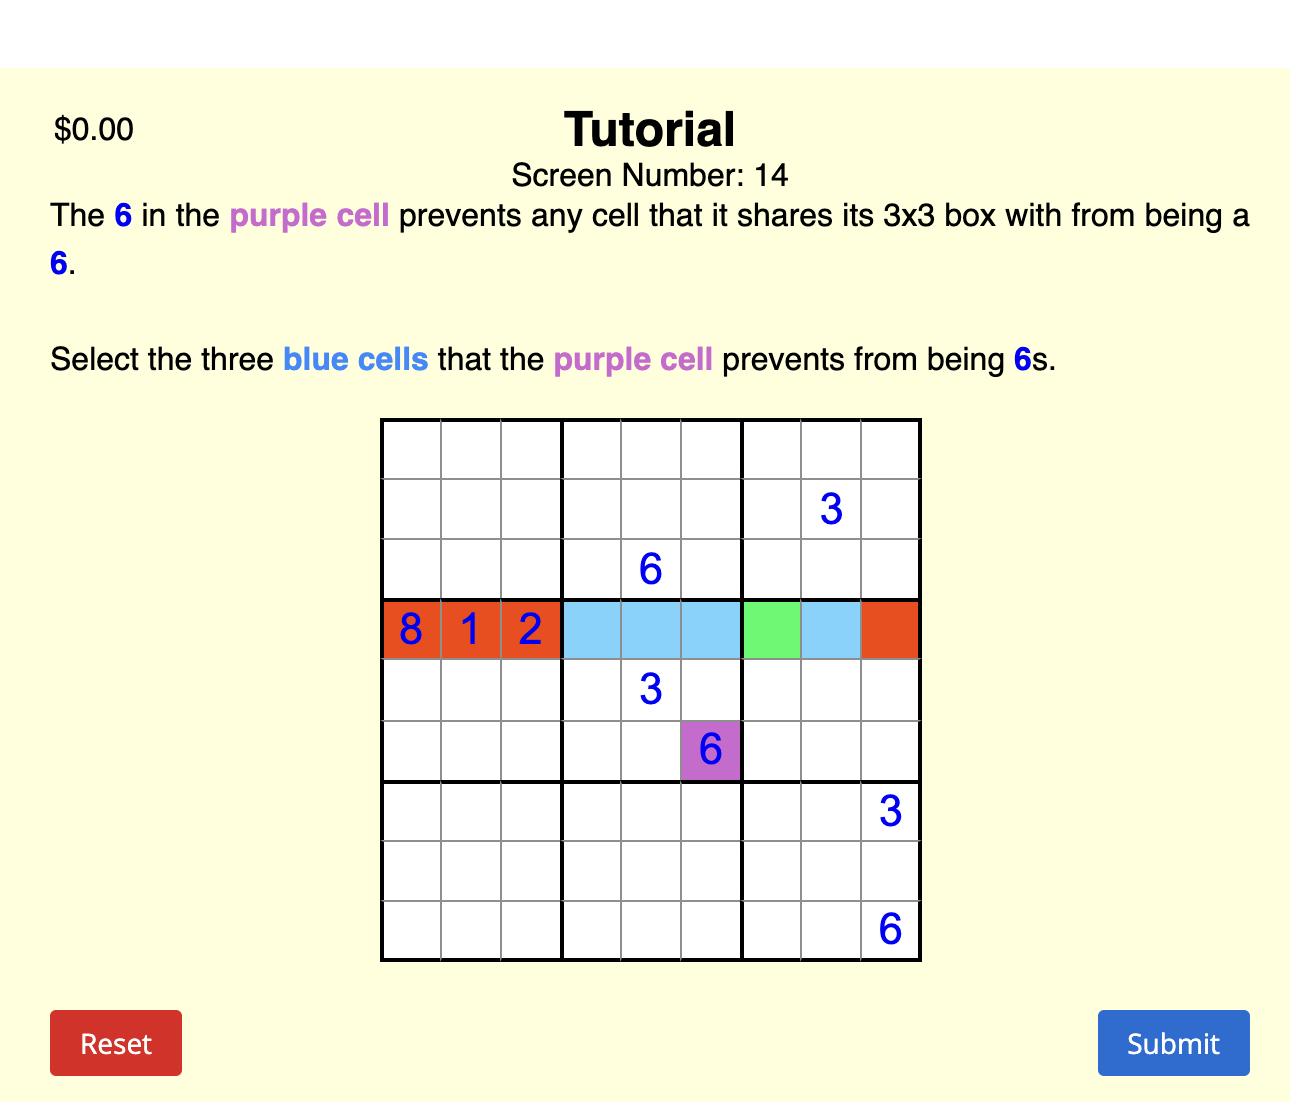 $0.00
Tutorial
Screen Number: 14
The 6 in the purple cell prevents any cell that it shares its 3x3 box with from being a
6.
Select the three blue cells that the purple cell prevents from being 6s.
3
6
8 1 2
3
6
3
6
Reset
Submit